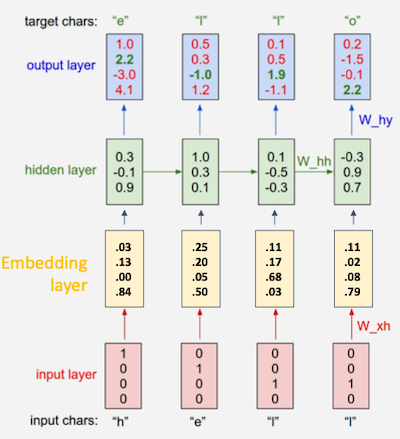 target chars: “e” “l” “l” “o”
output layer
1.0 0.5 0.1 0.2
2.2 0.3 0.5 -1.5
-3.0 -1.0 1.9 -0.1
4.1 1.2 -1.1 2.2
W_hy
hidden layer
0.3 1.0 0.1 -0.3
-0.1 0.3 -0.5 0.9
0.9 0.1 -0.3 0.7
W_hh
Embedding
layer
.03 .25 .11 .11
.13 .20 .17 .02
.00 .05 .68 .08
.84 .50 .03 .79
W_xh
input layer
1 0 0 0
0 1 0 0
0 0 1 1
0 0 0 0
input chars: “h” “e” “l” “l”